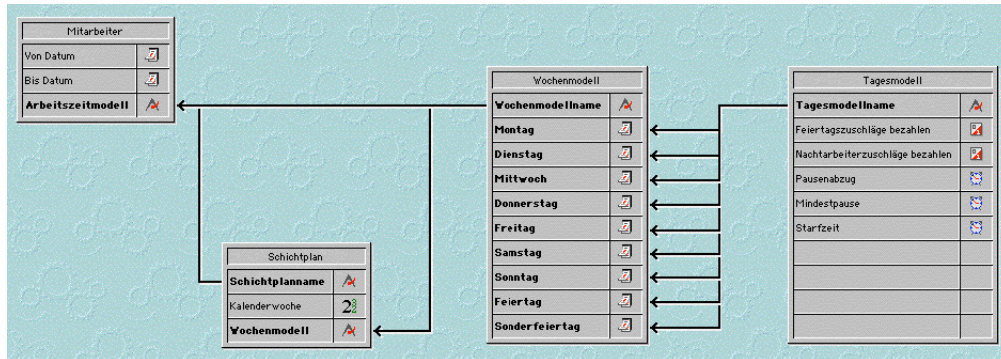 Mitarbeiter
Von Datum
Bis Datum
Arbeitszeitmodell
Schichtplan
Schichtplanname
Kalenderwoche
Wochenmodell
Wochenmodell
Wochenmodellname
Montag
Dienstag
Mittwoch
Donnerstag
Freitag
Samstag
Sonntag
Feiertag
Sonderfeiertag
Tagesmodell
Tagesmodellname
Feiertagszuschläge bezahlen
Nachtarbeiterzuschläge bezahlen
Pausenabzug
Mindestpause
Starfzeit